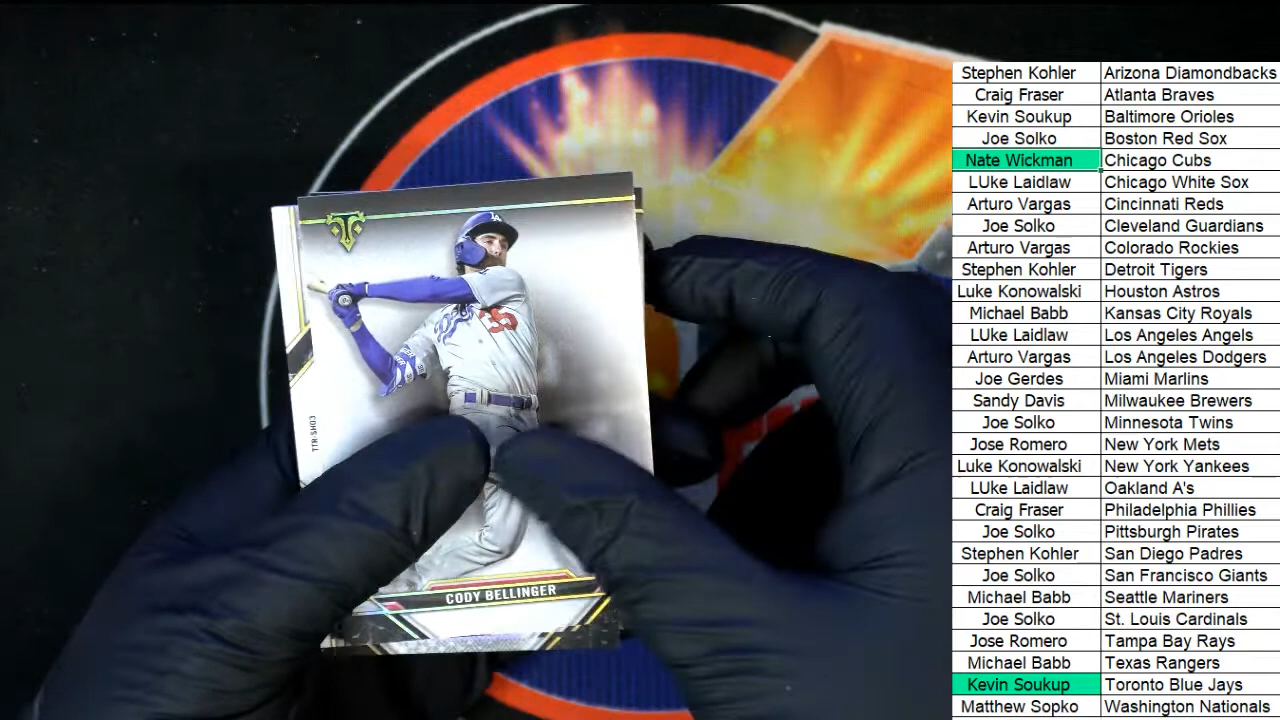 LA
35
TTR-SH03
CODY BELLINGER
Stephen Kohler Arizona Diamondbacks
Craig Fraser Atlanta Braves
Kevin Soukup Baltimore Orioles
Joe Solko Boston Red Sox
Nate Wickman Chicago Cubs
LUke Laidlaw Chicago White Sox
Arturo Vargas Cincinnati Reds
Joe Solko Cleveland Guardians
Arturo Vargas Colorado Rockies
Stephen Kohler Detroit Tigers
Luke Konowalski Houston Astros
Michael Babb Kansas City Royals
LUke Laidlaw Los Angeles Angels
Arturo Vargas Los Angeles Dodgers
Joe Gerdes Miami Marlins
Sandy Davis Milwaukee Brewers
Joe Solko Minnesota Twins
Jose Romero New York Mets
Luke Konowalski New York Yankees
LUke Laidlaw Oakland A's
Craig Fraser Philadelphia Phillies
Joe Solko Pittsburgh Pirates
Stephen Kohler San Diego Padres
Joe Solko San Francisco Giants
Michael Babb Seattle Mariners
Joe Solko St. Louis Cardinals
Jose Romero Tampa Bay Rays
Michael Babb Texas Rangers
Kevin Soukup Toronto Blue Jays
Matthew Sopko Washington Nationals